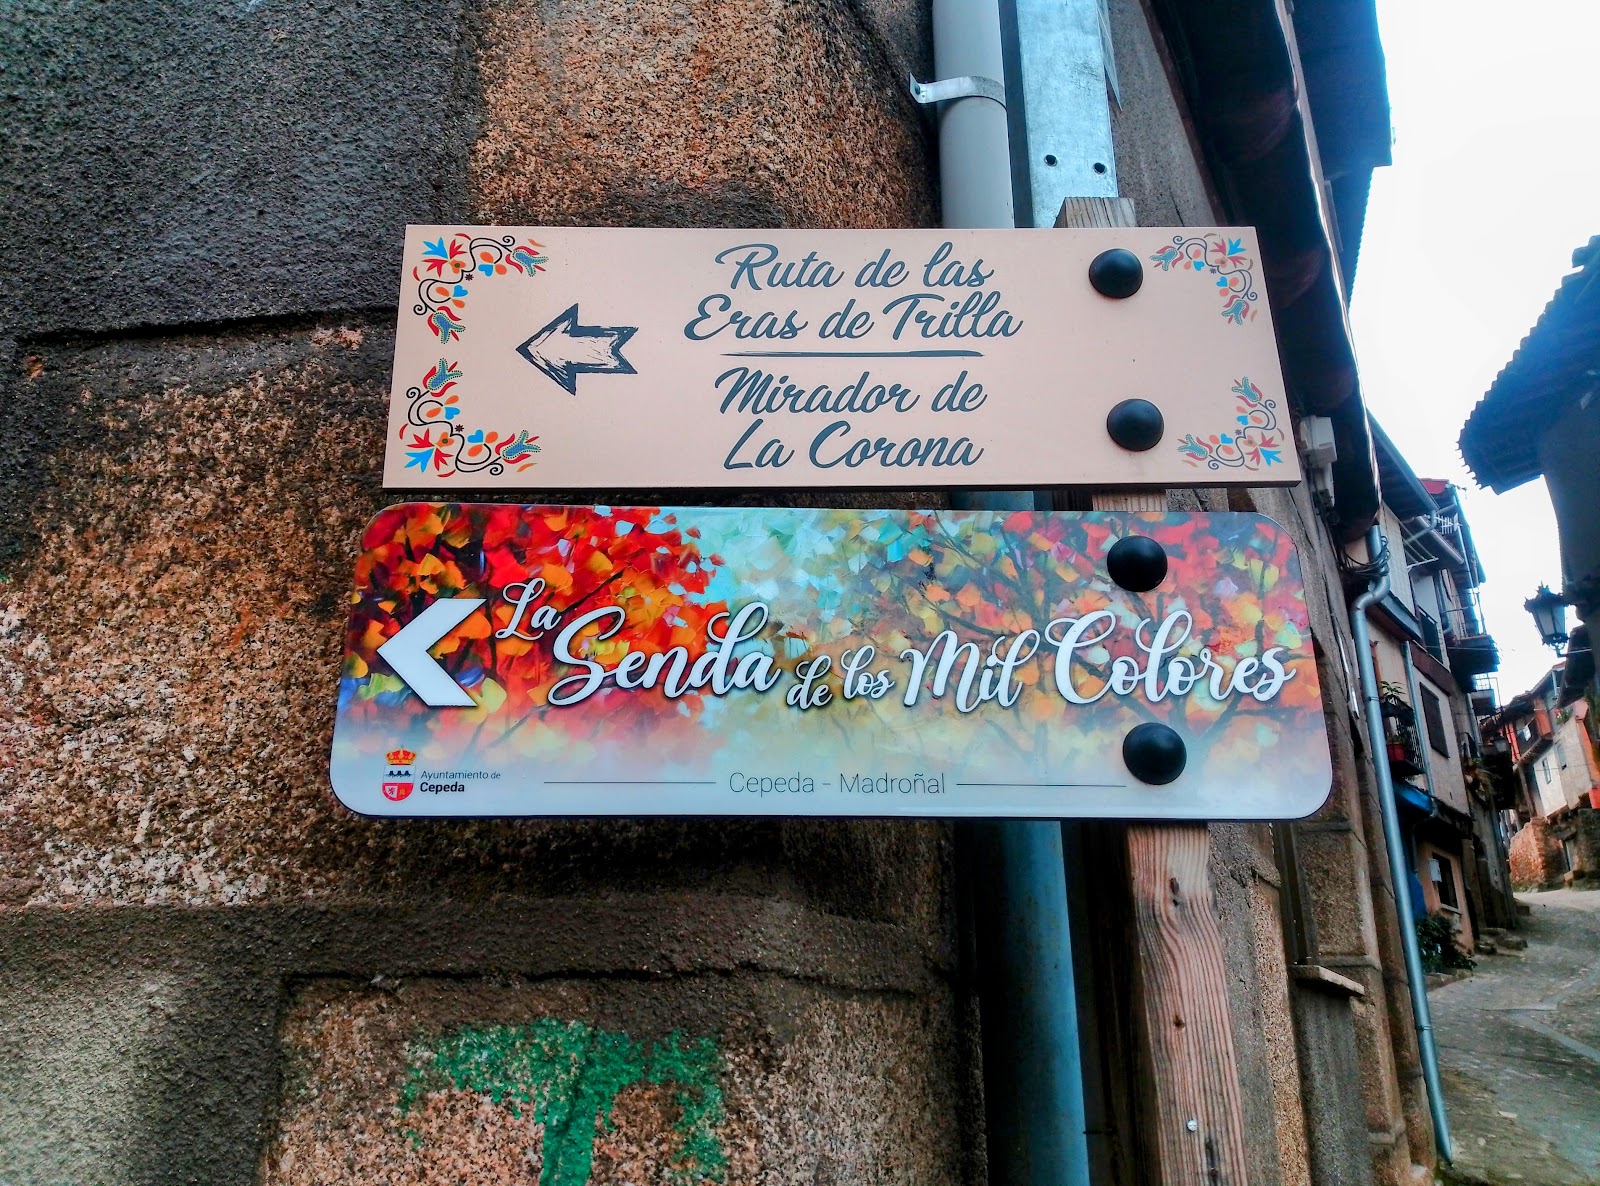 Ruta de las
Eras de Trilla
Mirador de
La Corona
La Senda de los Mil Colores
Ayuntamiento de
Cepeda
Cepeda - Madroñal